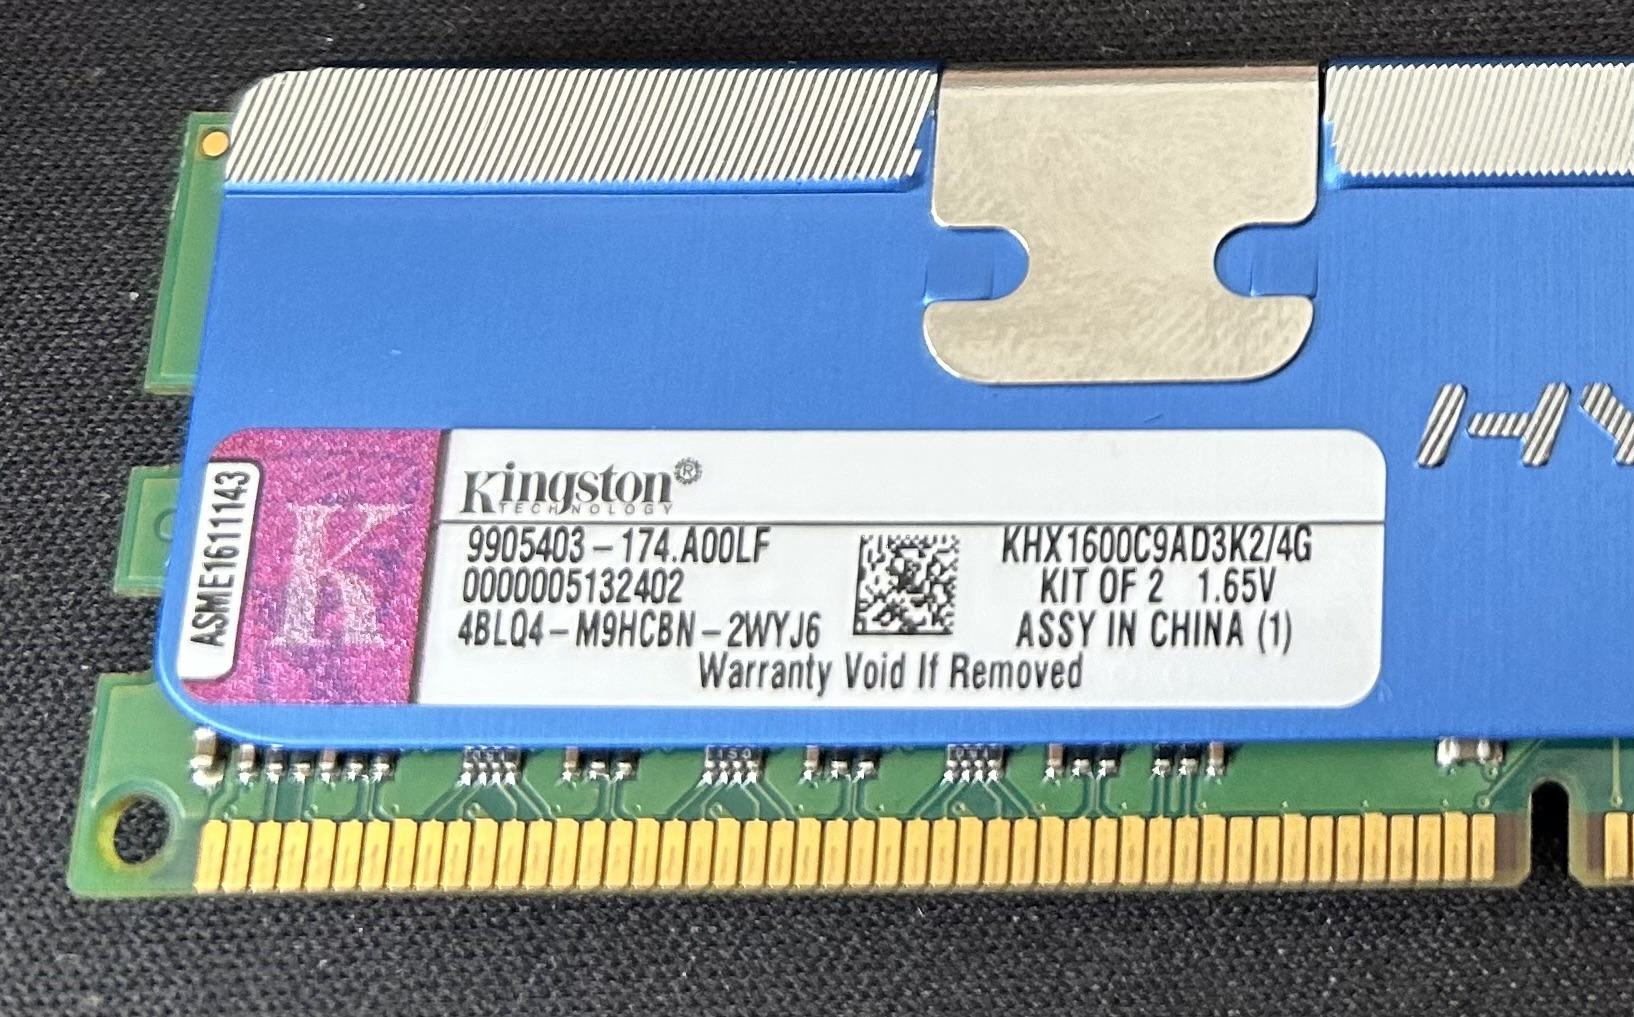 Kingston®
TECHNOLOGY
ASME1611143
K
9905403-174.A00LF
0000005132402
4BLQ4-M9HCBN-2WYJ6
KHX1600C9AD3K2/4G
KIT OF 2 1.65V
ASSY IN CHINA (1)
Warranty Void If Removed
HY